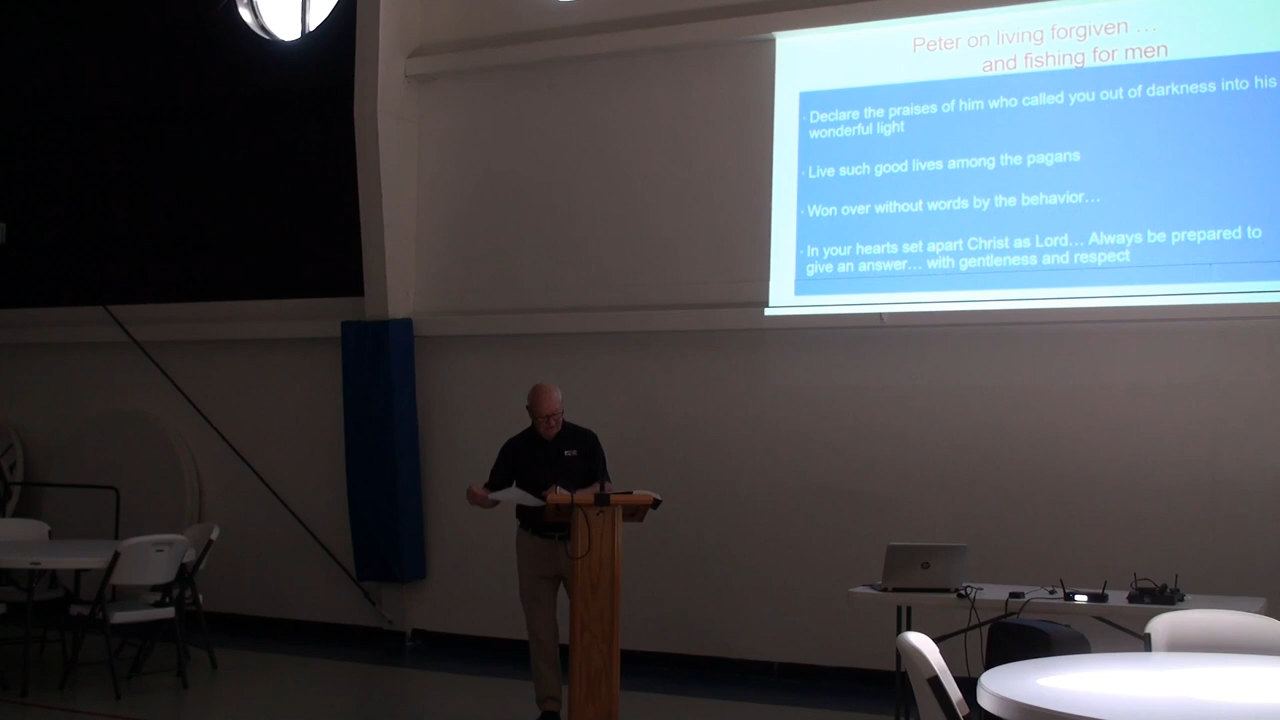 Peter on living forgiven …
and fishing for men
· Declare the praises of him who called you out of darkness into his
wonderful light
· Live such good lives among the pagans
· Won over without words by the behavior…
· In your hearts set apart Christ as Lord… Always be prepared to
give an answer… with gentleness and respect
hp